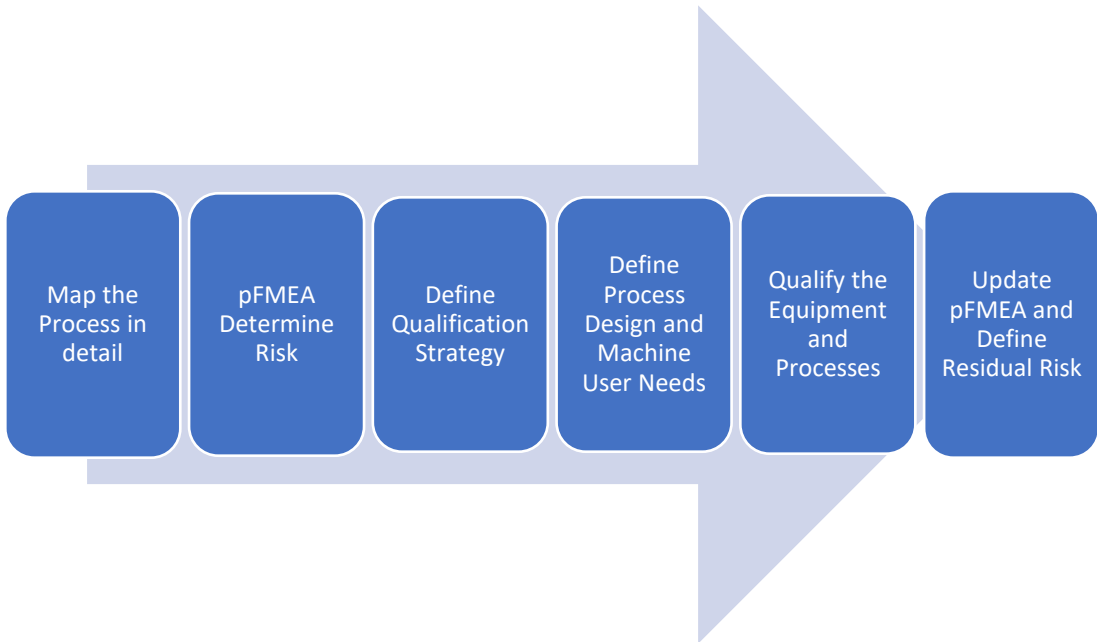 Map the
Process in
detail
pFMEA
Determine
Risk
Define
Qualification
Strategy
Define
Process
Design and
Machine
User Needs
Qualify the
Equipment
and
Processes
Update
pFMEA and
Define
Residual Risk